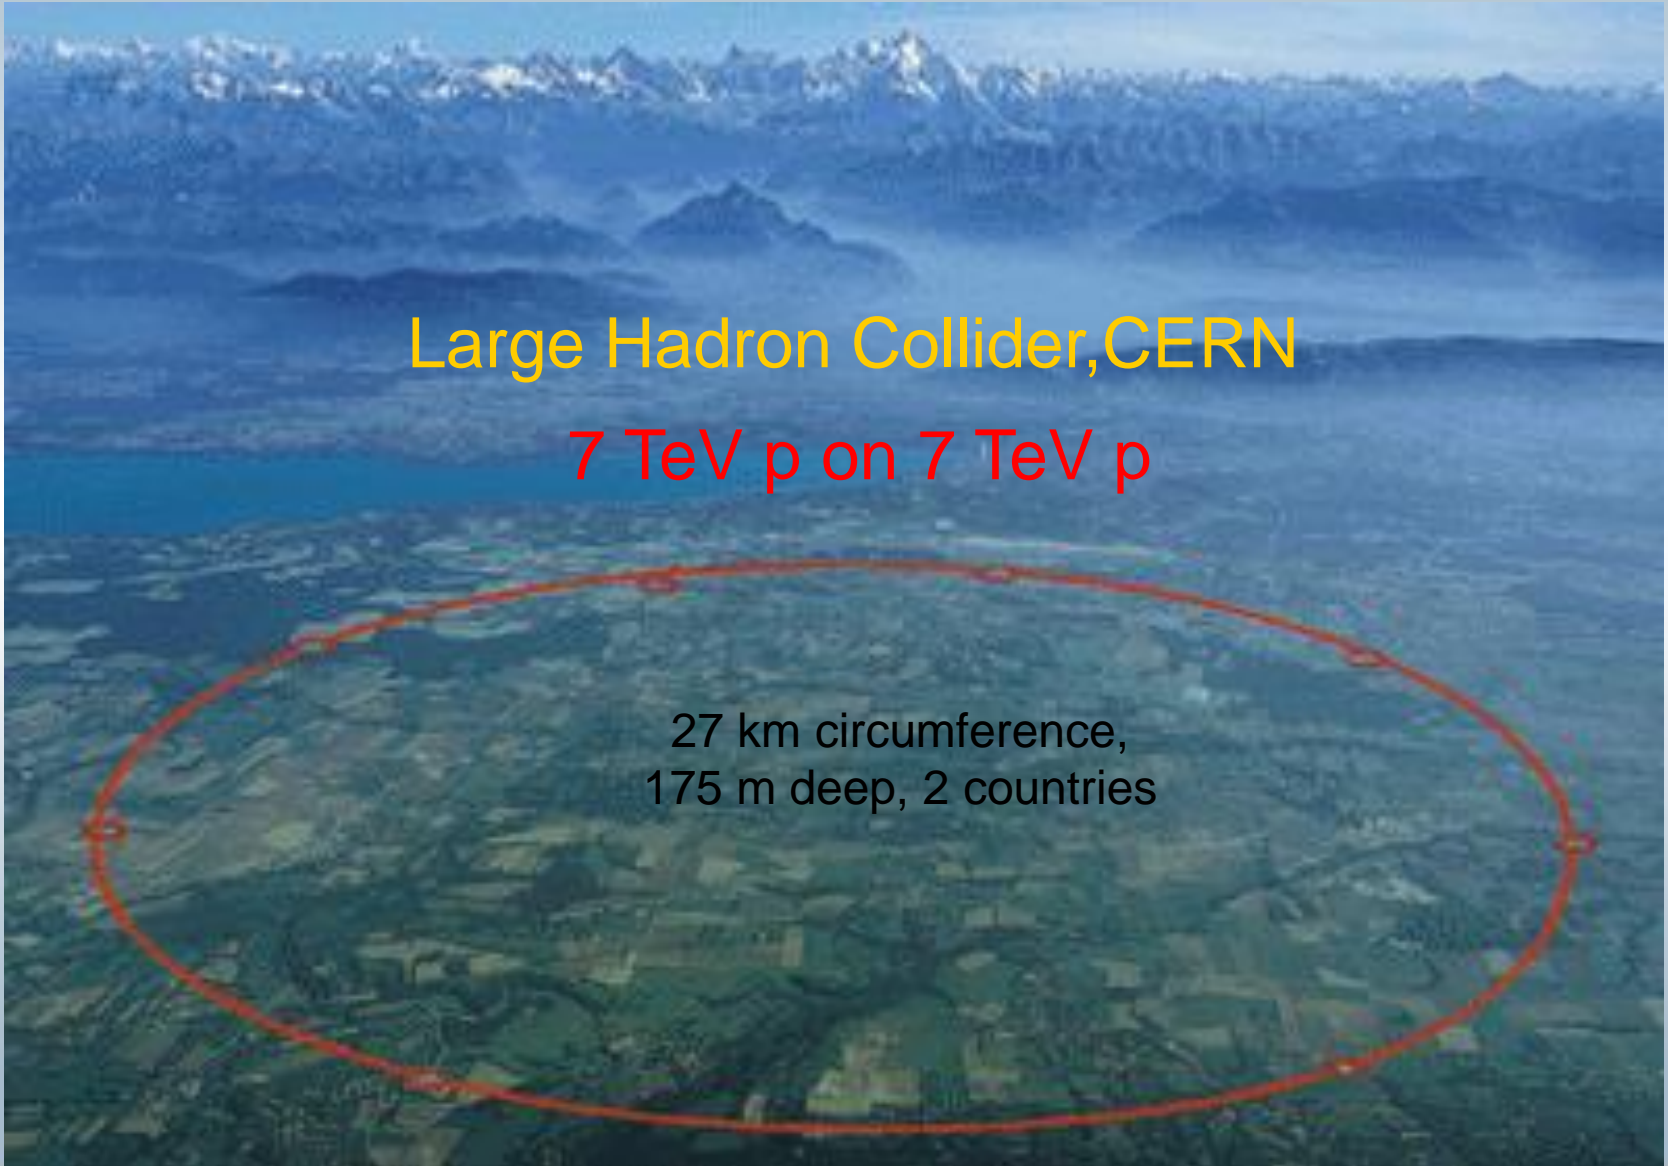 Large Hadron Collider,CERN
7 TeV p on 7 TeV p
27 km circumference,
175 m deep, 2 countries